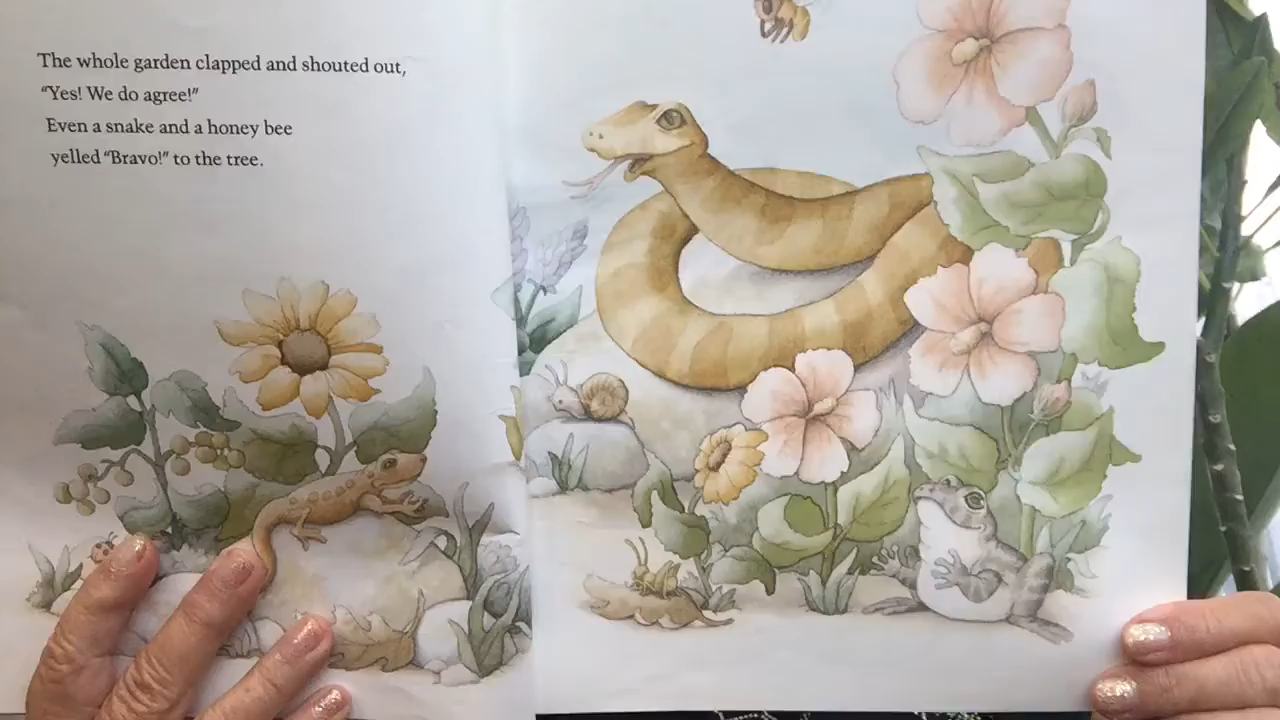 The whole garden clapped and shouted out,
“Yes! We do agree!”
Even a snake and a honey bee
yelled “Bravo!” to the tree.